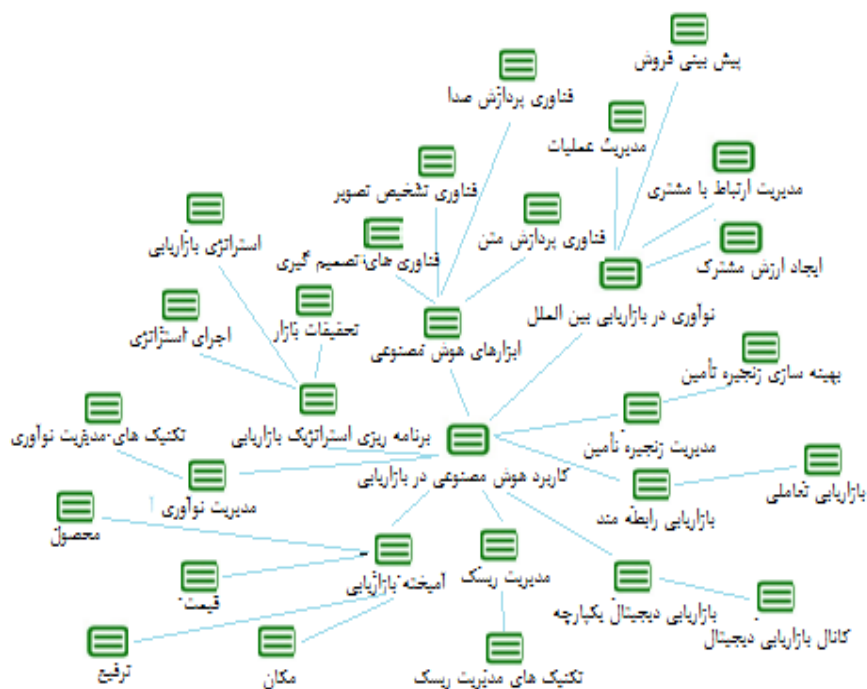 پیش بینی فروش
فناوری پردازش صدا
مدیریت عملیات
مدیریت ارتباط با مشتری
فناوری تشخیص تصویر
فناوری پردازش متن
استراتژی بازاریابی
فناوری های تصمیم گیری
ایجاد ارزش مشترک
نوآوری در بازاریابی بین الملل
اجرای استراتژی
تحقیقات بازار
ابزارهای هوش مصنوعی
بهینه سازی زنجیره تأمین
تکنیک های مدیریت نوآوری
برنامه ریزی استراتژیک بازاریابی
مدیریت زنجیره تأمین
کاربرد هوش مصنوعی در بازاریابی
بازاریابی تعاملی
مدیریت نوآوری
بازاریابی رابطه مند
محصول
مدیریت ریسک
آمیخته بازاریابی
قیمت
بازاریابی دیجیتال یکپارچه
کانال بازاریابی دیجیتال
ترفیع
مکان
تکنیک های مدیریت ریسک